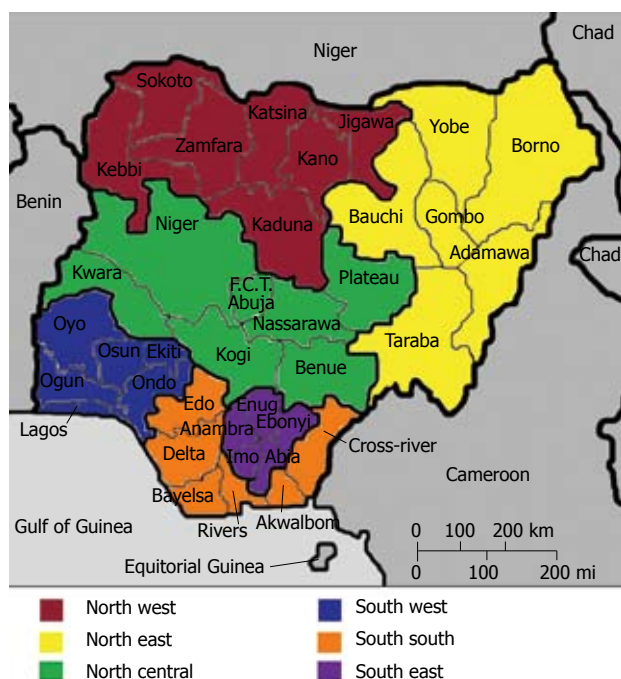 Niger
Chad
Sokoto
Katsina
Jigawa
Yobe
Borno
Zamfara
Kano
Kebbi
Benin
Niger
Kaduna
Bauchi
Gombo
Adamawa
Chad
Kwara
F.C.T.
Abuja
Plateau
Nassarawa
Oyo
Osun
Ekiti
Kogi
Benue
Taraba
Ogun
Ondo
Edo
Enug
Lagos
Anambra
Ebonyi
Cross-river
Delta
Imo
Abia
Cameroon
Bayelsa
Gulf of Guinea
Rivers
Akwalbom
0 100 200 km
Equitorial Guinea
0 100 200 mi
North west
South west
North east
South south
North central
South east